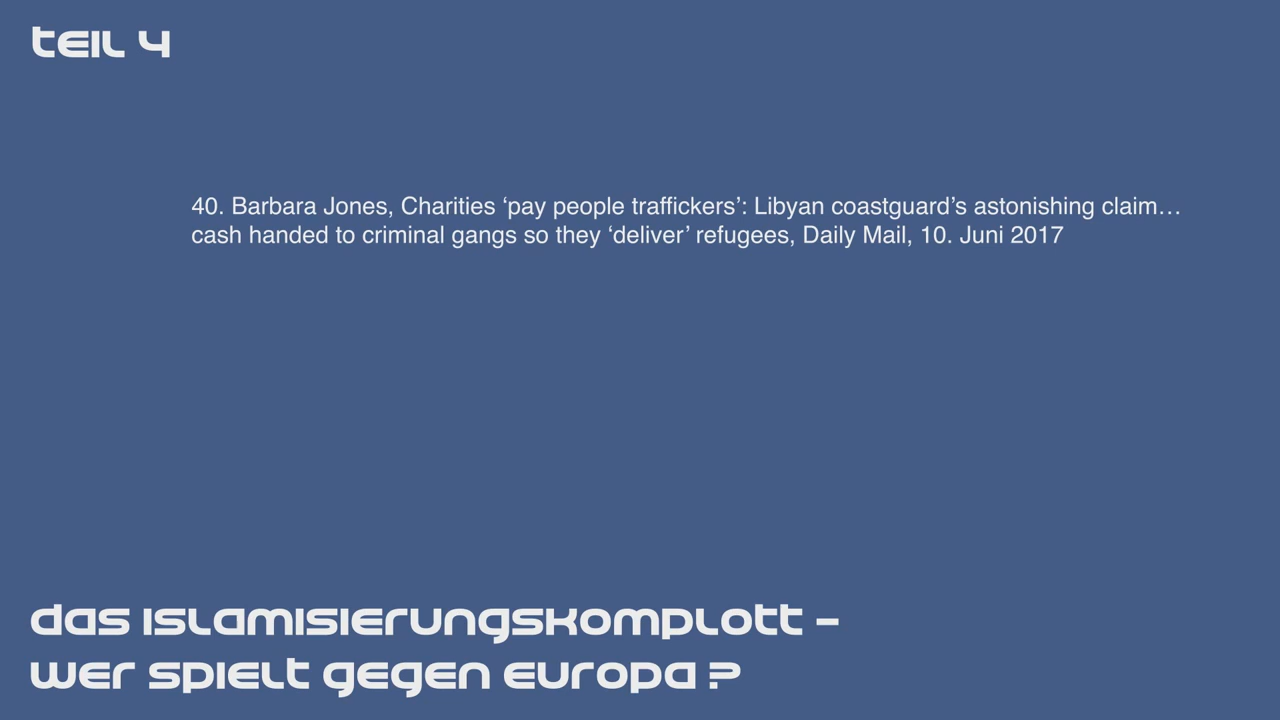 Teil 4
40. Barbara Jones, Charities ‘pay people traffickers’: Libyan coastguard’s astonishing claim…
cash handed to criminal gangs so they ‘deliver’ refugees, Daily Mail, 10. Juni 2017
das Islamisierungskomplott –
wer spielt gegen Europa ?